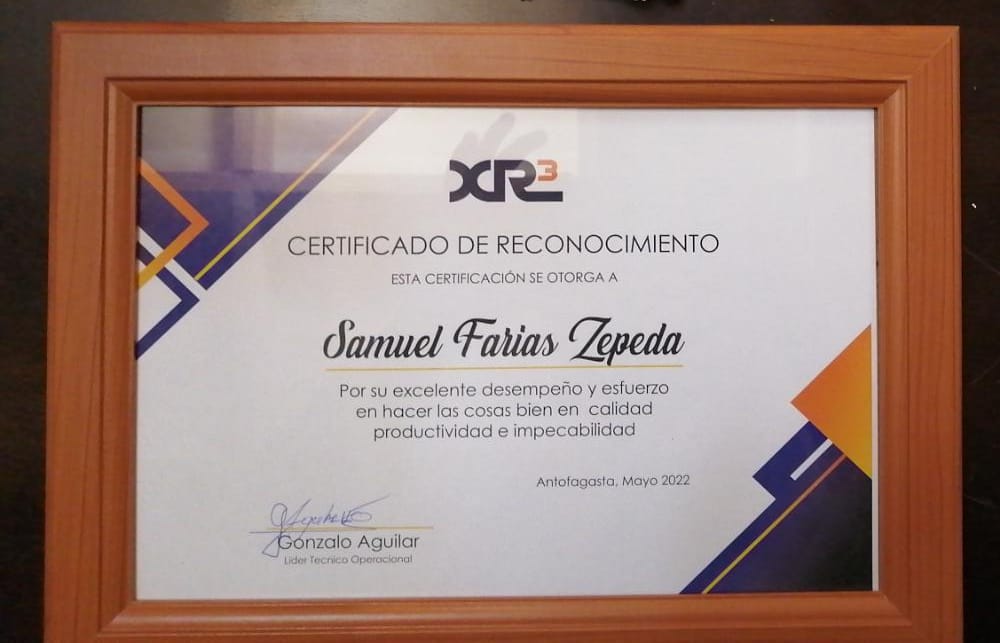 XR3
CERTIFICADO DE RECONOCIMIENTO
ESTA CERTIFICACIÓN SE OTORGA A
Samuel Farias Zepeda
Por su excelente desempeño y esfuerzo
en hacer las cosas bien en calidad
productividad e impecabilidad
Antofagasta, Mayo 2022
Gonzalo Aguilar
Lider Tecnico Operacional